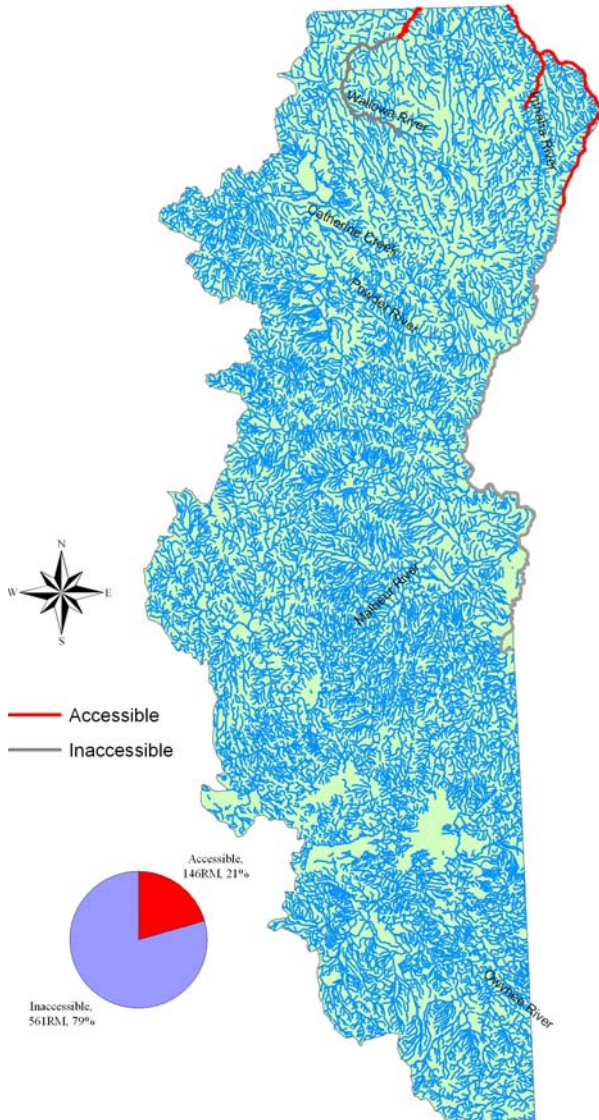 Wallowa River
Imnaha River
Catherine Creek
Powder River
N
W
E
S
Malheur River
Accessible
Inaccessible
Accessible,
146RM, 21%
Inaccessible,
561RM, 79%
Owyhee River